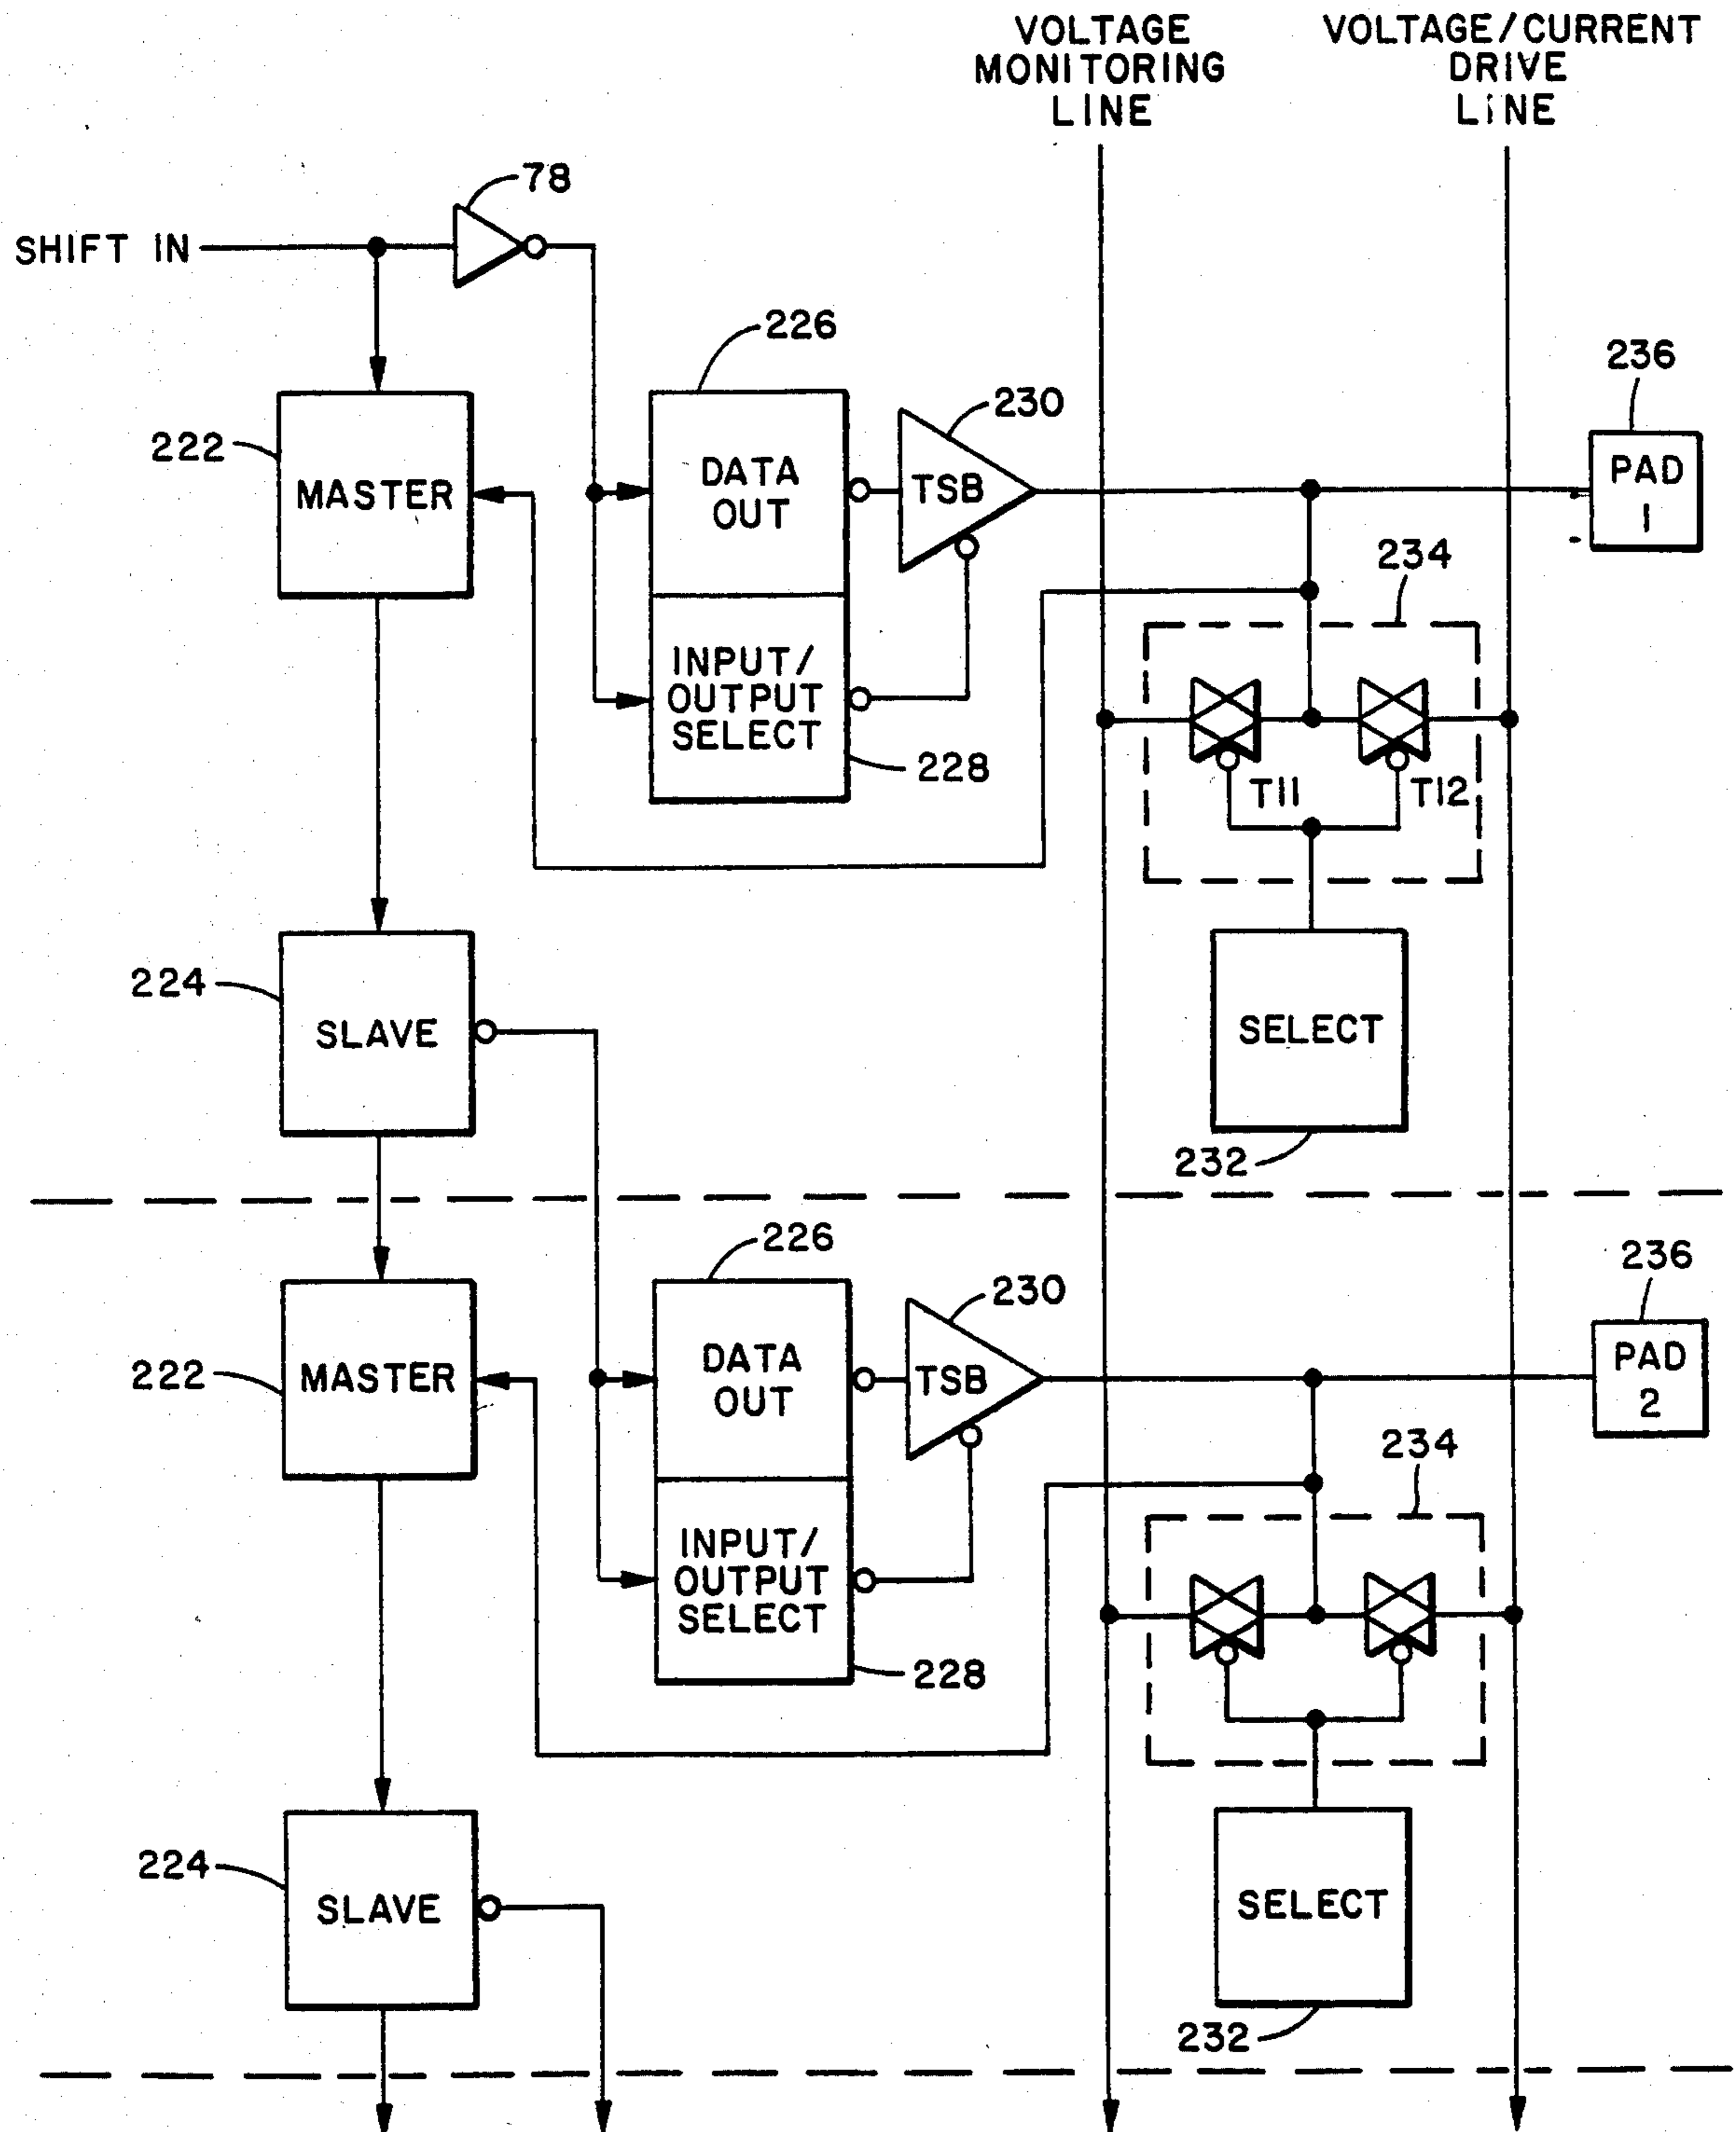 VOLTAGE
MONITORING
LINE
VOLTAGE/CURRENT
DRIVE
LINE
78
SHIFT IN
226
236
230
222
MASTER
DATA
OUT
TSB
PAD
1
234
INPUT/
OUTPUT
SELECT
228
T11
T12
224
SLAVE
SELECT
232
226
236
230
222
MASTER
DATA
OUT
TSB
PAD
2
234
INPUT/
OUTPUT
SELECT
228
224
SLAVE
SELECT
232